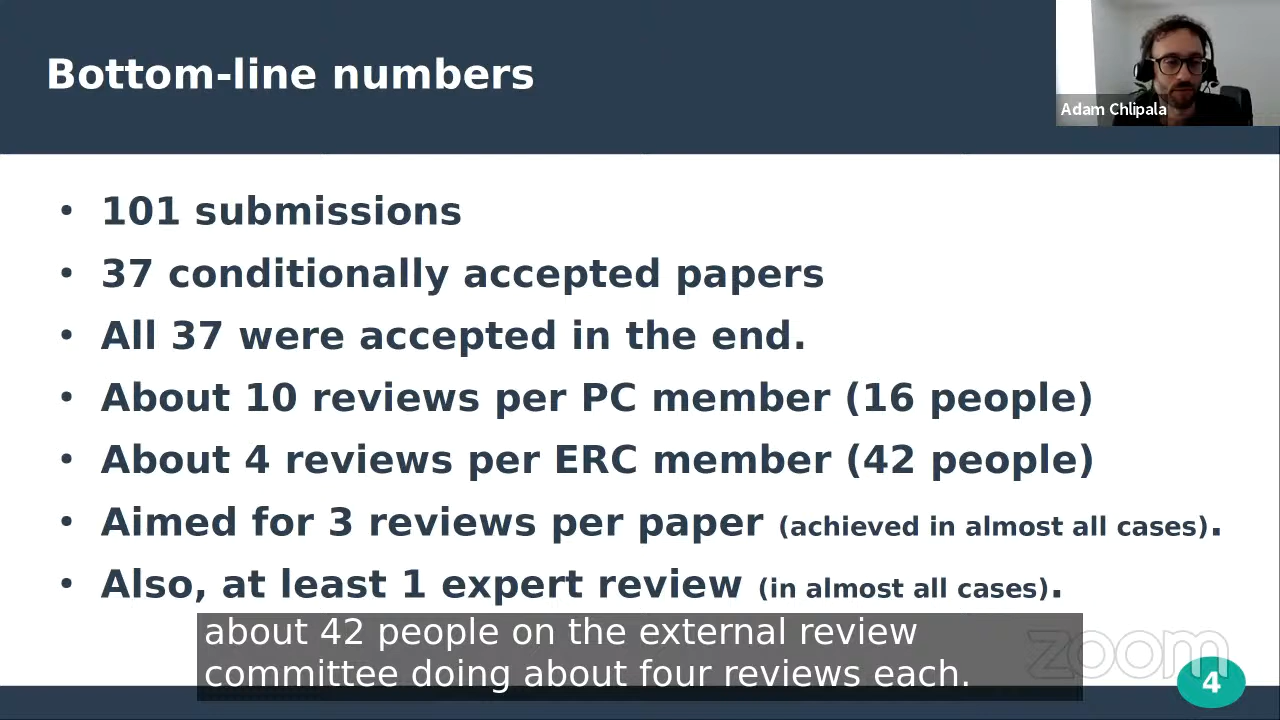 Bottom-line numbers
Adam Chlipala
• 101 submissions
• 37 conditionally accepted papers
• All 37 were accepted in the end.
• About 10 reviews per PC member (16 people)
• About 4 reviews per ERC member (42 people)
• Aimed for 3 reviews per paper (achieved in almost all cases).
• Also, at least 1 expert review (in almost all cases).
about 42 people on the external review
committee doing about four reviews each.
zoom
4